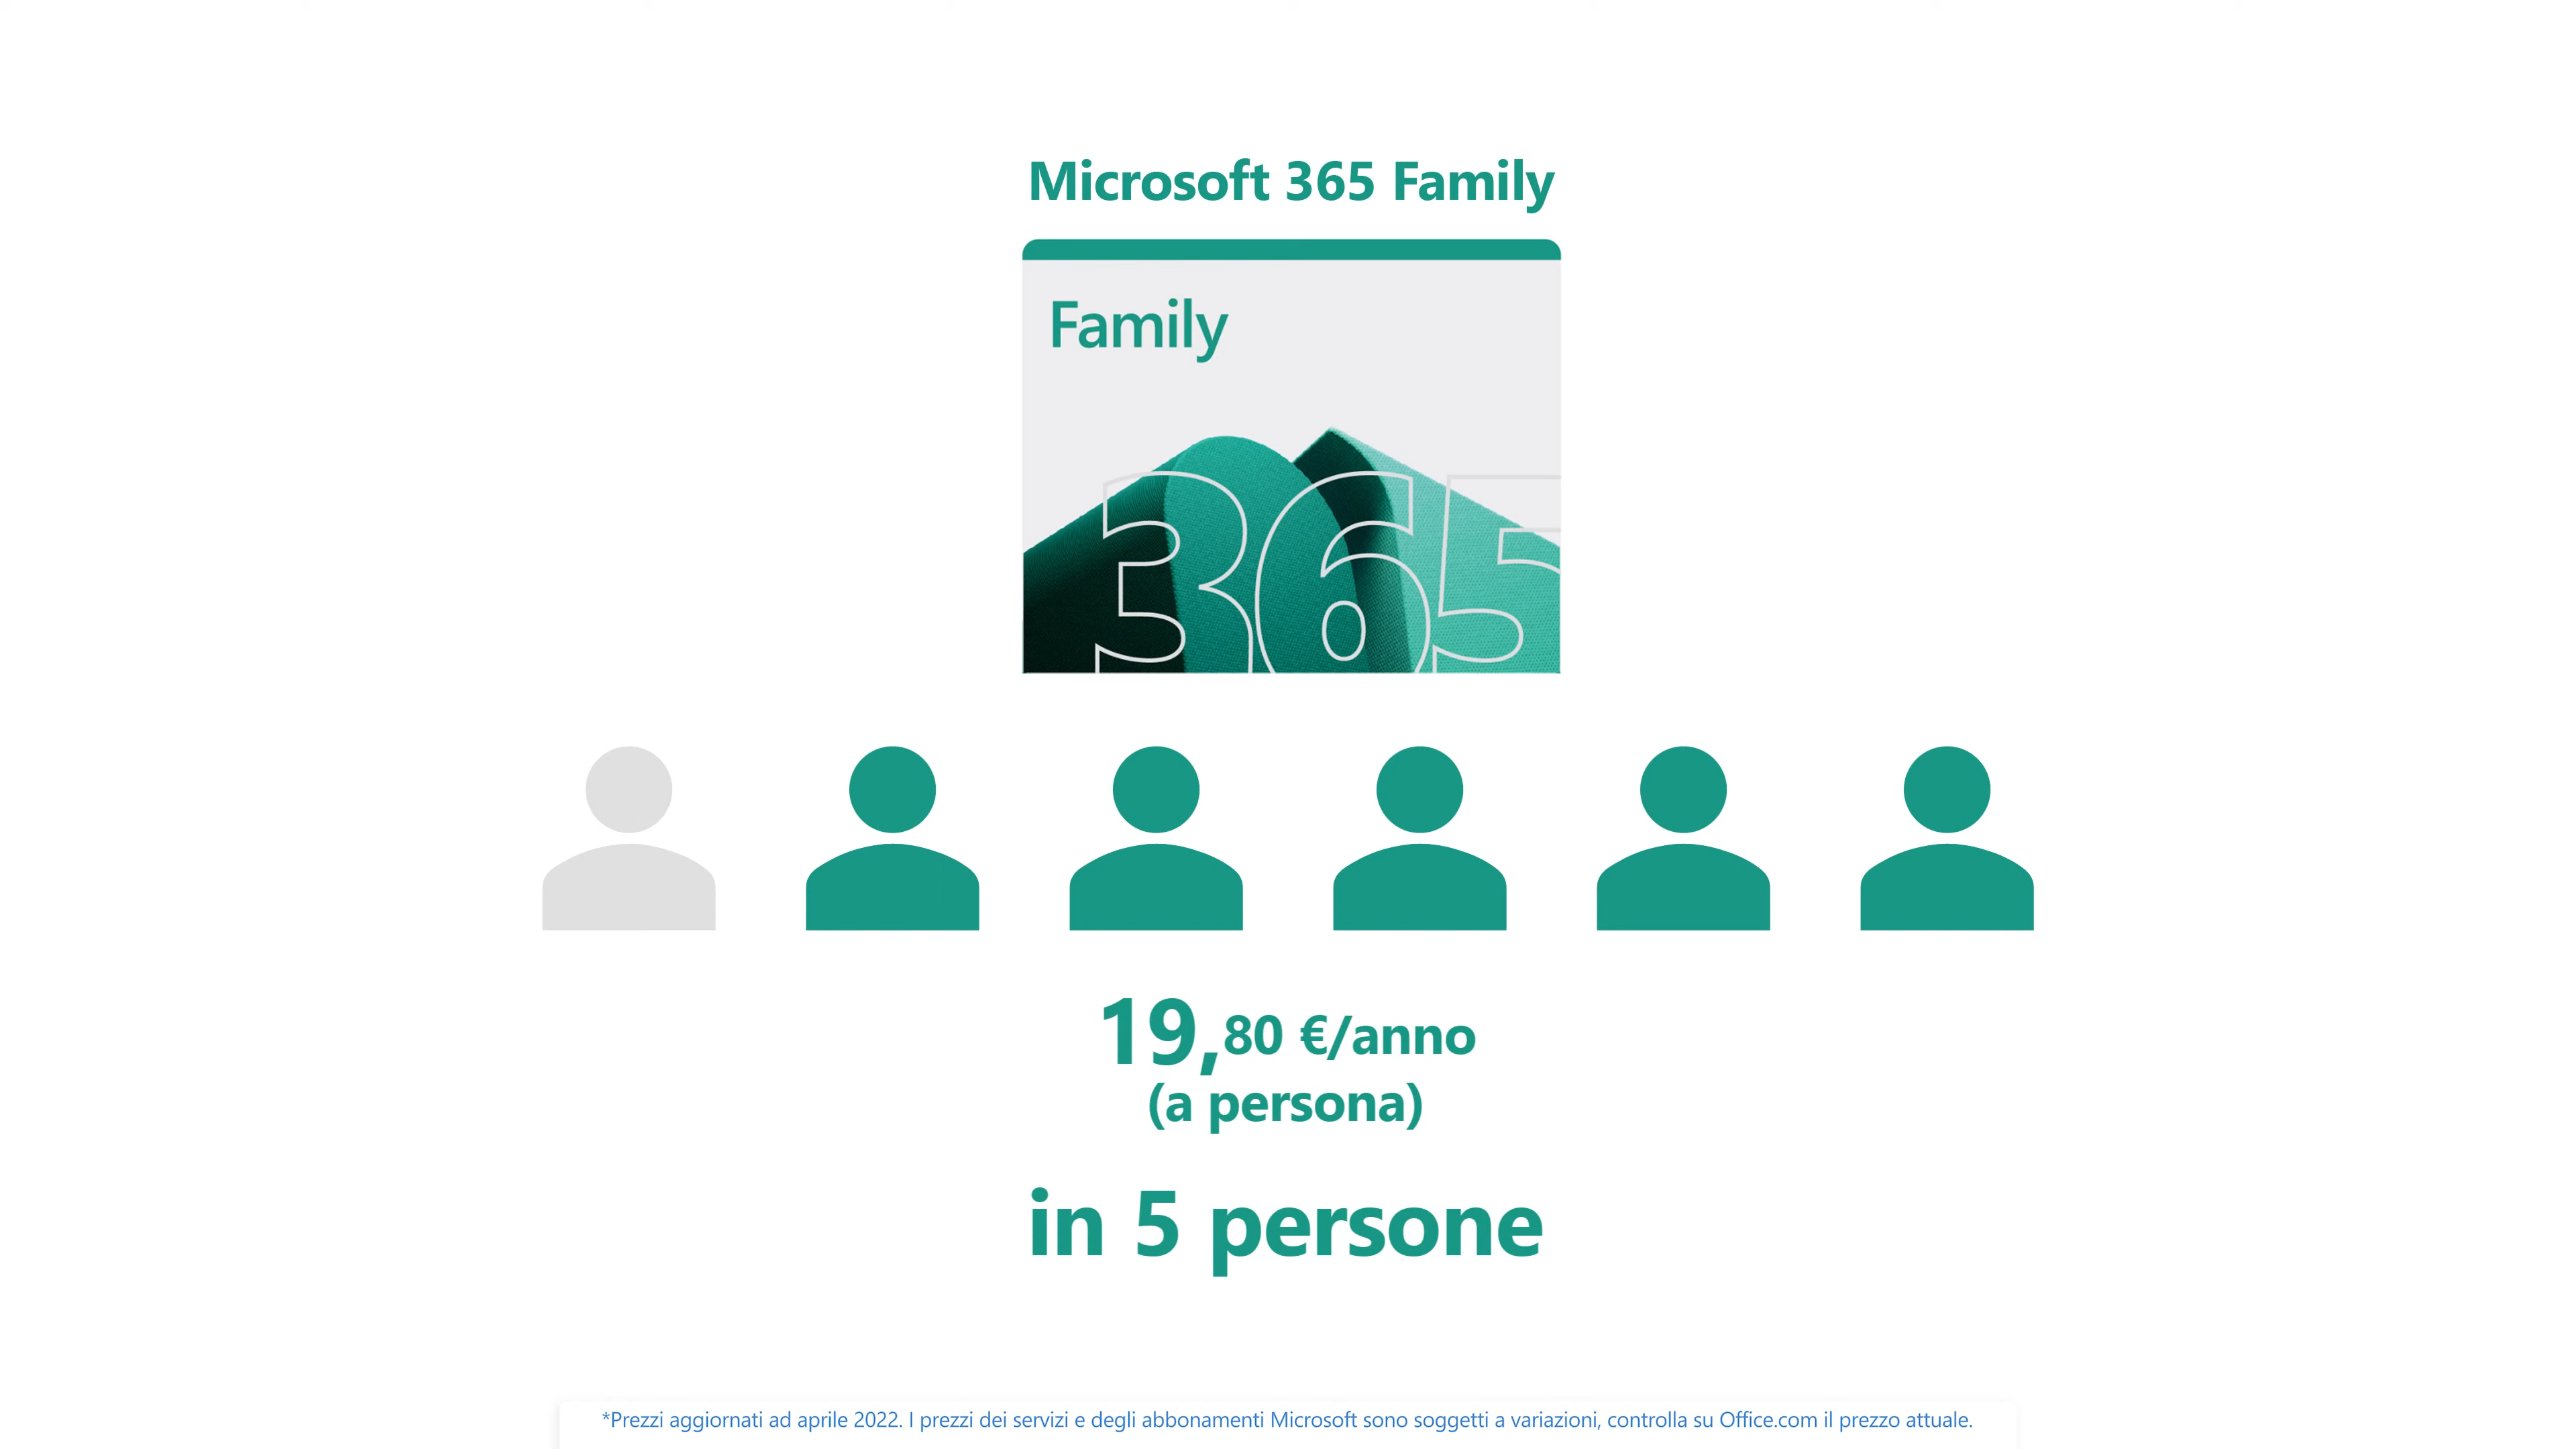 Microsoft 365 Family
Family
365
19,80 €/anno
(a persona)
in 5 persone
*Prezzi aggiornati ad aprile 2022. I prezzi dei servizi e degli abbonamenti Microsoft sono soggetti a variazioni, controlla su Office.com il prezzo attuale.